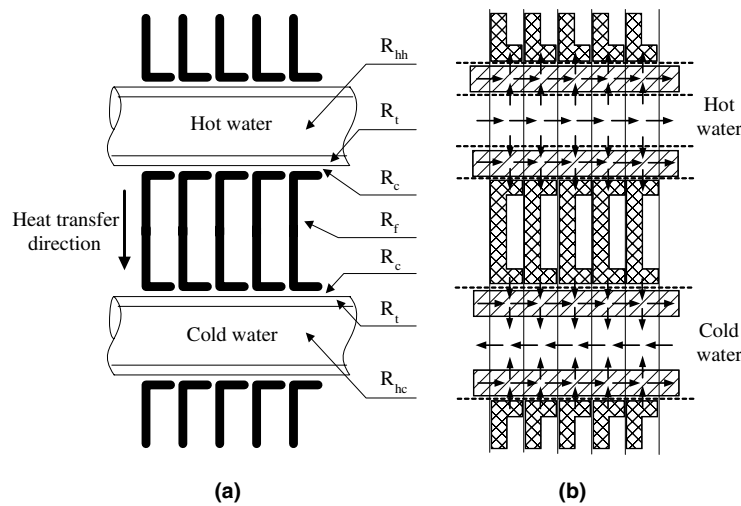 R_hh
Hot water
R_t
R_c
Heat transfer
direction
R_f
R_c
R_t
Cold water
R_hc
(a)
Hot
water
Cold
water
(b)